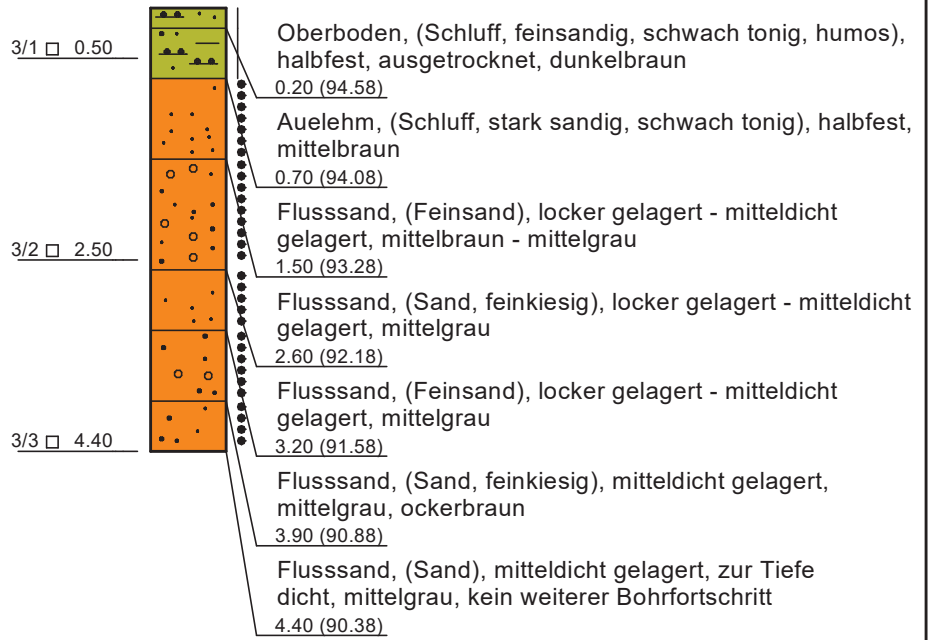 Oberboden, (Schluff, feinsandig, schwach tonig, humos),
3/1 □ 0.50
halbfest, ausgetrocknet, dunkelbraun
0.20 (94.58)
Auelehm, (Schluff, stark sandig, schwach tonig), halbfest,
mittelbraun
0.70 (94.08)
Flusssand, (Feinsand), locker gelagert - mitteldicht
3/2 □ 2.50
gelagert, mittelbraun - mittelgrau
1.50 (93.28)
Flusssand, (Sand, feinkiesig), locker gelagert - mitteldicht
gelagert, mittelgrau
2.60 (92.18)
Flusssand, (Feinsand), locker gelagert - mitteldicht
gelagert, mittelgrau
3/3 □ 4.40
3.20 (91.58)
Flusssand, (Sand, feinkiesig), mitteldicht gelagert,
mittelgrau, ockerbraun
3.90 (90.88)
Flusssand, (Sand), mitteldicht gelagert, zur Tiefe
dicht, mittelgrau, kein weiterer Bohrfortschritt
4.40 (90.38)